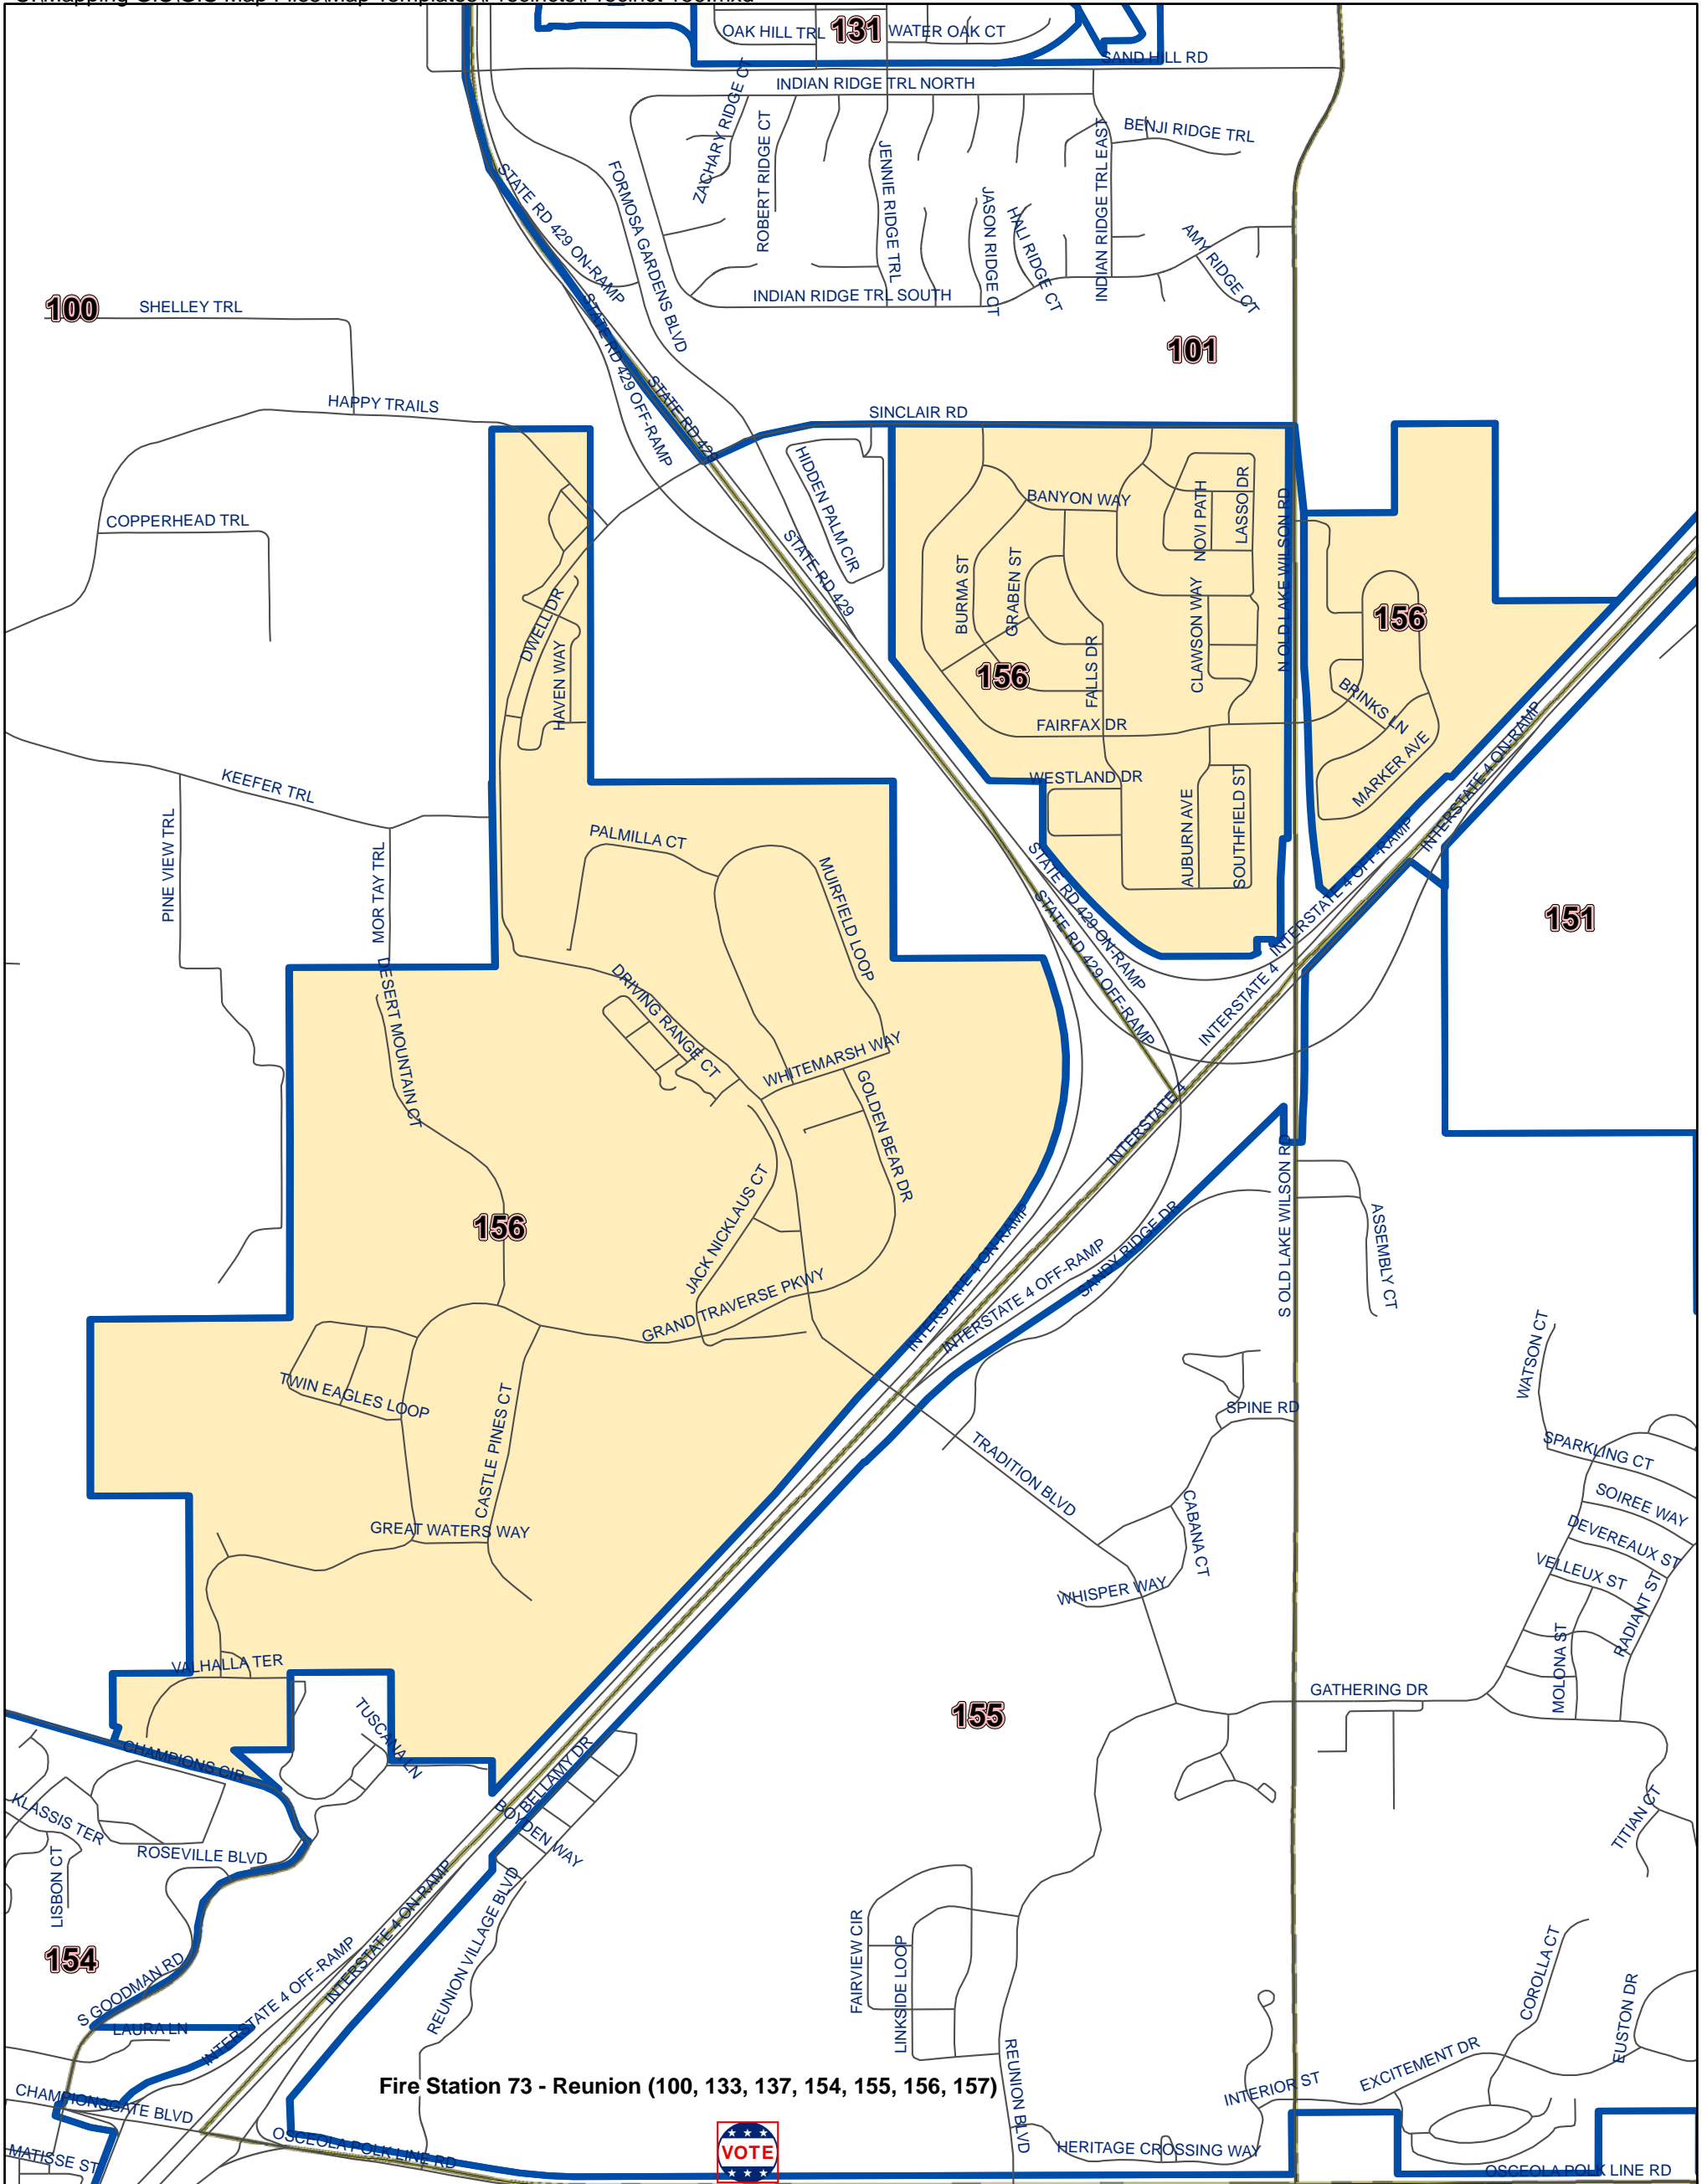 OAK HILL TRL
131
WATER OAK CT
SAND HILL RD
INDIAN RIDGE TRL NORTH
ZACHARY RIDGE CT
ROBERT RIDGE CT
JENNIE RIDGE TRL
JASON RIDGE CT
HALI RIDGE CT
INDIAN RIDGE TRL EAST
BENJI RIDGE TRL
AMY RIDGE CT
STATE RD 429 ON-RAMP
FORMOSA GARDENS BLVD
INDIAN RIDGE TRL SOUTH
100
SHELLEY TRL
STATE RD 429 OFF-RAMP
101
STATE RD 429
HAPPY TRAILS
SINCLAIR RD
HIDDEN PALM CIR
BANYON WAY
NOVI PATH
LASSO DR
N OLD LAKE WILSON RD
COPPERHEAD TRL
STATE RD 429
BURMA ST
GRABEN ST
CLAWSON WAY
156
DWELL DR
HAVEN WAY
156
FALLS DR
BRINKS LN
FAIRFAX DR
MARKER AVE
INTERSTATE 4 ON-RAMP
KEEFER TRL
WESTLAND DR
AUBURN AVE
SOUTHFIELD ST
PINE VIEW TRL
MOR TAY TRL
PALMILLA CT
MUIRFIELD LOOP
STATE RD 429 ON-RAMP
STATE RD 429 OFF-RAMP
INTERSTATE 4 OFF-RAMP
151
DESERT MOUNTAIN CT
DRIVING RANGE CT
INTERSTATE 4
WHITEMARSH WAY
GOLDEN BEAR DR
INTERSTATE 4
JACK NICKLAUS CT
156
S OLD LAKE WILSON RD
ASSEMBLY CT
SANDY RIDGE DR
INTERSTATE 4 ON-RAMP
INTERSTATE 4 OFF-RAMP
GRAND TRAVERSE PKWY
WATSON CT
TWIN EAGLES LOOP
CASTLE PINES CT
SPINE RD
TRADITION BLVD
SPARKLING CT
SOIREE WAY
CABANA CT
DEVEREAUX ST
GREAT WATERS WAY
VELLEUX ST
WHISPER WAY
RADIANT ST
MOLONA ST
VALHALLA TER
GATHERING DR
155
TUSCANA LN
CHAMPIONS CIR
BELLAMY DR
BOYDEN WAY
KLASSIS TER
ROSEVILLE BLVD
LISBON CT
TITIAN CT
REUNION VILLAGE BLVD
INTERSTATE 4 ON-RAMP
154
INTERSTATE 4 OFF-RAMP
S GOODMAN RD
LAURA LN
FAIRVIEW CIR
LINKSIDE LOOP
COROLLA CT
EUSTON DR
REUNION BLVD
EXCITEMENT DR
INTERIOR ST
Fire Station 73 - Reunion (100, 133, 137, 154, 155, 156, 157)
CHAMPIONSGATE BLVD
OSCEOLA POLK LINE RD
VOTE
HERITAGE CROSSING WAY
MATISSE ST
OSCEOLA POLK LINE RD